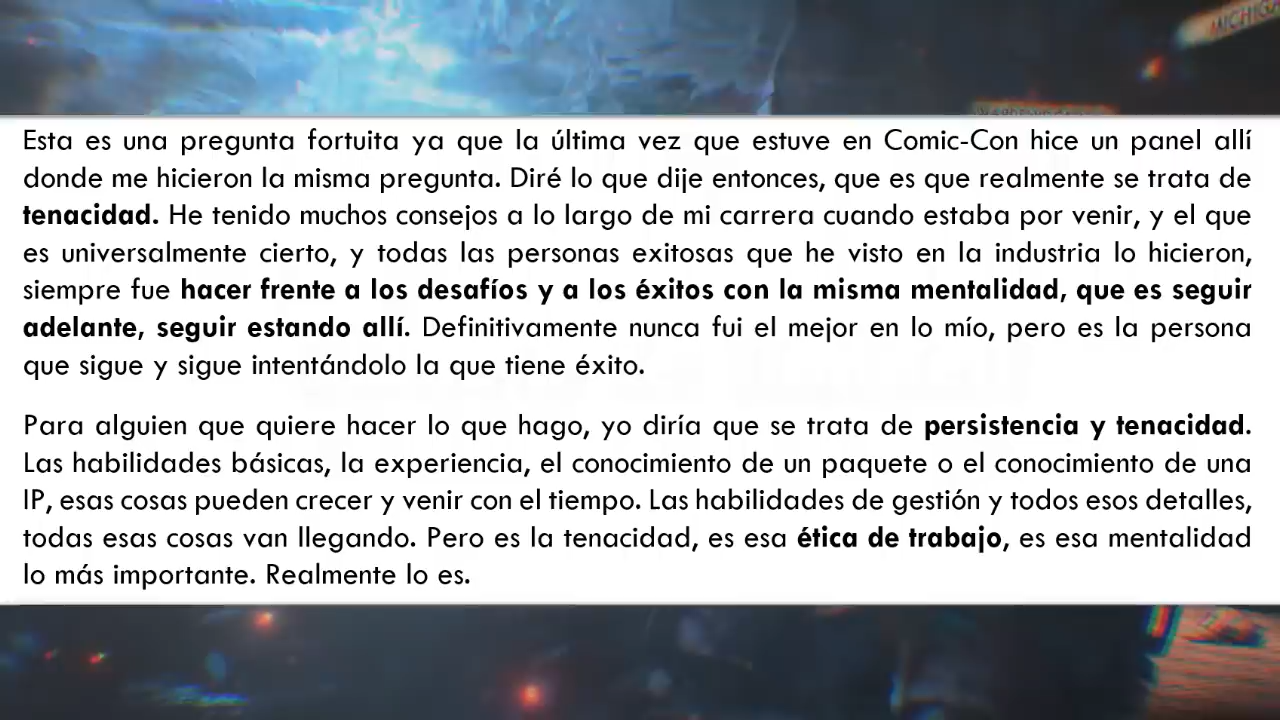 Esta es una pregunta fortuita ya que la última vez que estuve en Comic-Con hice un panel allí
donde me hicieron la misma pregunta. Diré lo que dije entonces, que es que realmente se trata de
tenacidad. He tenido muchos consejos a lo largo de mi carrera cuando estaba por venir, y el que
es universalmente cierto, y todas las personas exitosas que he visto en la industria lo hicieron,
siempre fue hacer frente a los desafíos y a los éxitos con la misma mentalidad, que es seguir
adelante, seguir estando allí. Definitivamente nunca fui el mejor en lo mío, pero es la persona
que sigue y sigue intentándolo la que tiene éxito.
Para alguien que quiere hacer lo que hago, yo diría que se trata de persistencia y tenacidad.
Las habilidades básicas, la experiencia, el conocimiento de un paquete o el conocimiento de una
IP, esas cosas pueden crecer y venir con el tiempo. Las habilidades de gestión y todos esos detalles,
todas esas cosas van llegando. Pero es la tenacidad, es esa ética de trabajo, es esa mentalidad
lo más importante. Realmente lo es.